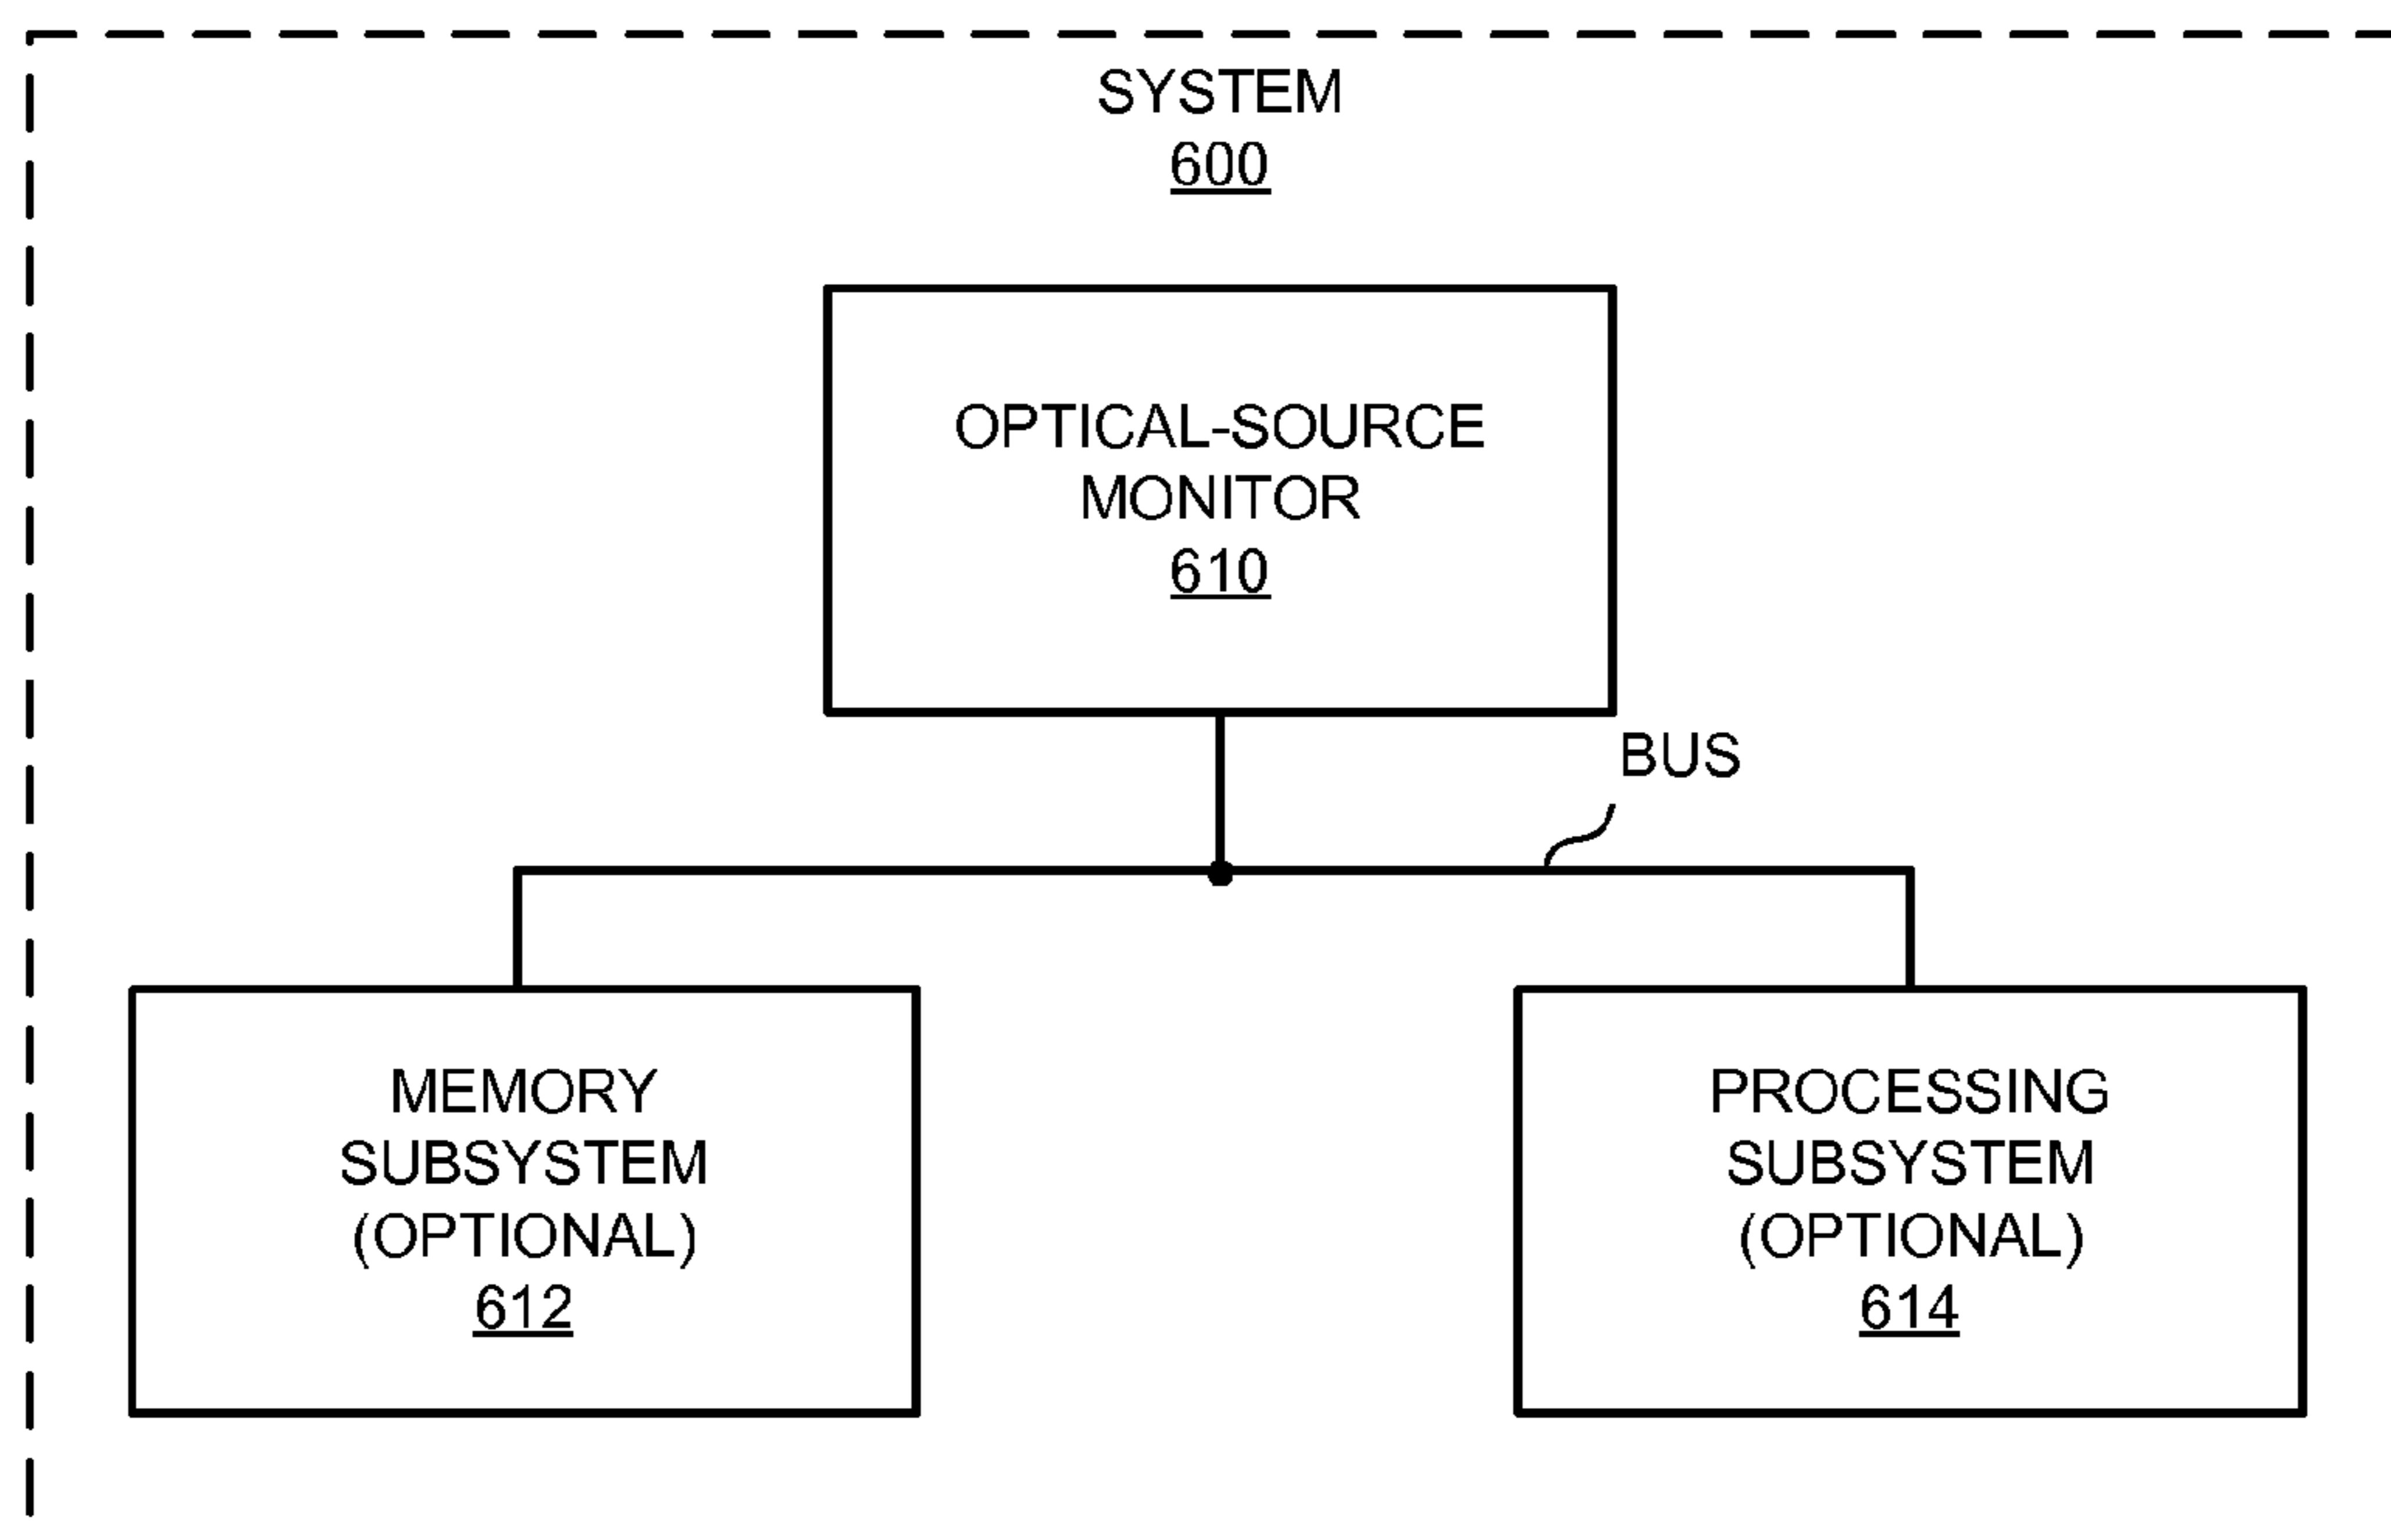 SYSTEM
600
OPTICAL-SOURCE
MONITOR
610
BUS
MEMORY
SUBSYSTEM
(OPTIONAL)
612
PROCESSING
SUBSYSTEM
(OPTIONAL)
614